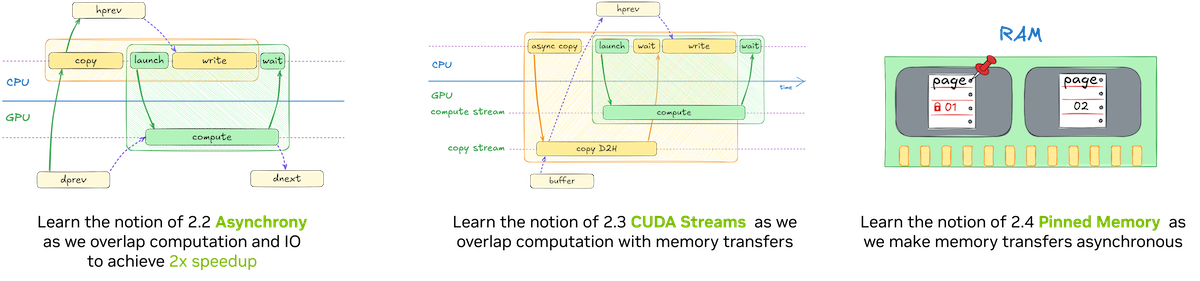 hprev
copy
launch
write
wait
CPU
GPU
compute
dprev
dnext
Learn the notion of 2.2 Asynchrony
as we overlap computation and IO
to achieve 2x speedup
hprev
async copy
launch
wait
write
wait
CPU
time
GPU
compute stream
compute
copy stream
copy D2H
buffer
Learn the notion of 2.3 CUDA Streams as we
overlap computation with memory transfers
RAM
page
01
page
02
Learn the notion of 2.4 Pinned Memory as
we make memory transfers asynchronous